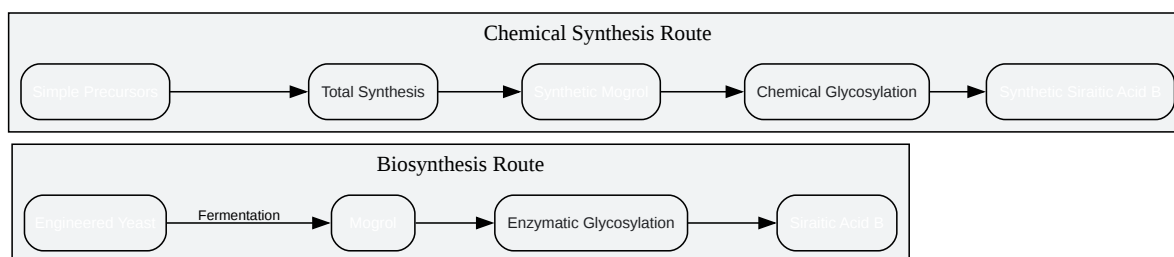 Chemical Synthesis Route
Simple Precursors
Total Synthesis
Synthetic Mogrol
Chemical Glycosylation
Synthetic Siraitic Acid B
Biosynthesis Route
Engineered Yeast
Fermentation
Mogrol
Enzymatic Glycosylation
Siraitic Acid B